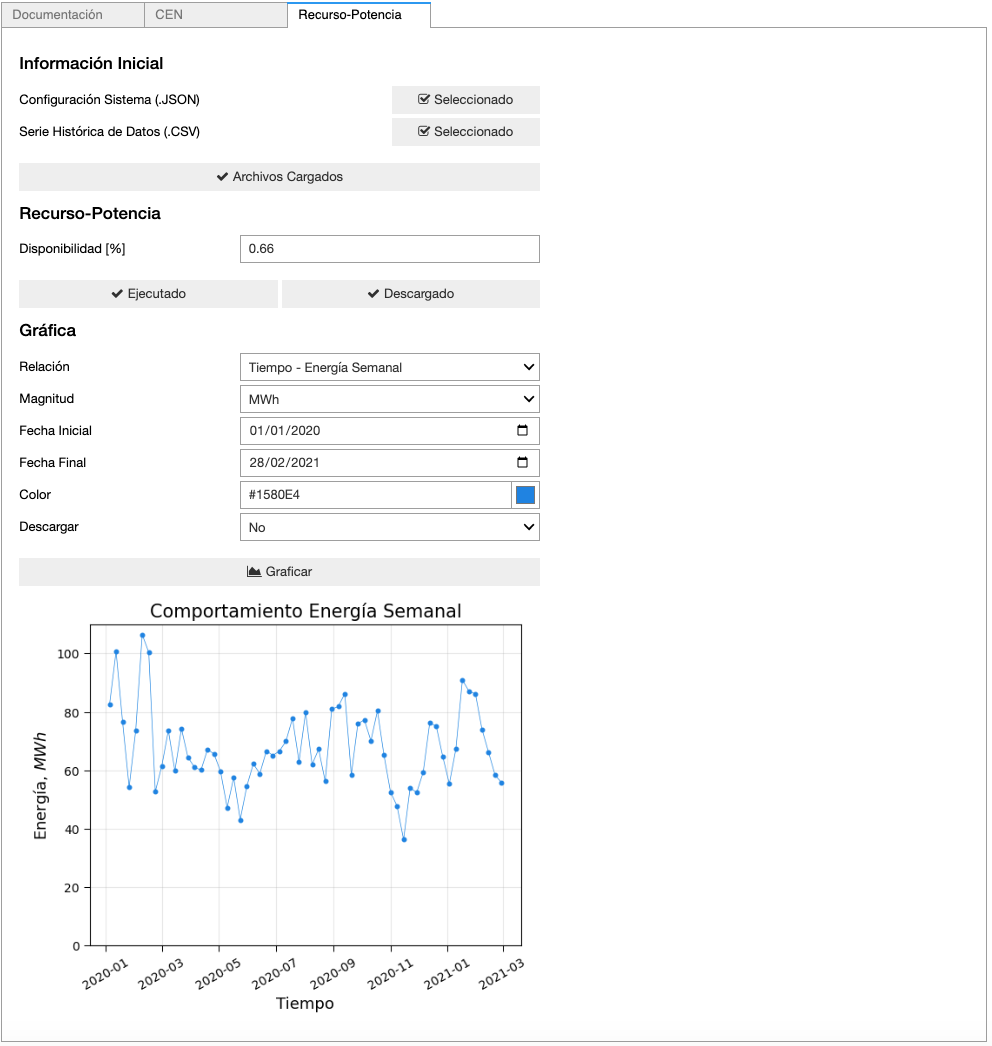 Documentación CEN Recurso-Potencia
Información Inicial
Configuración Sistema (.JSON) Seleccionado
Serie Histórica de Datos (.CSV) Seleccionado
Archivos Cargados
Recurso-Potencia
Disponibilidad [%] 0.66
Ejecutado Descargado
Gráfica
Relación Tiempo - Energía Semanal
Magnitud MWh
Fecha Inicial 01/01/2020
Fecha Final 28/02/2021
Color #1580E4
Descargar No
Graficar
Comportamiento Energía Semanal
100
80
60
40
20
0
Energía, MWh
2020-01 2020-03 2020-05 2020-07 2020-09 2020-11 2021-01 2021-03
Tiempo